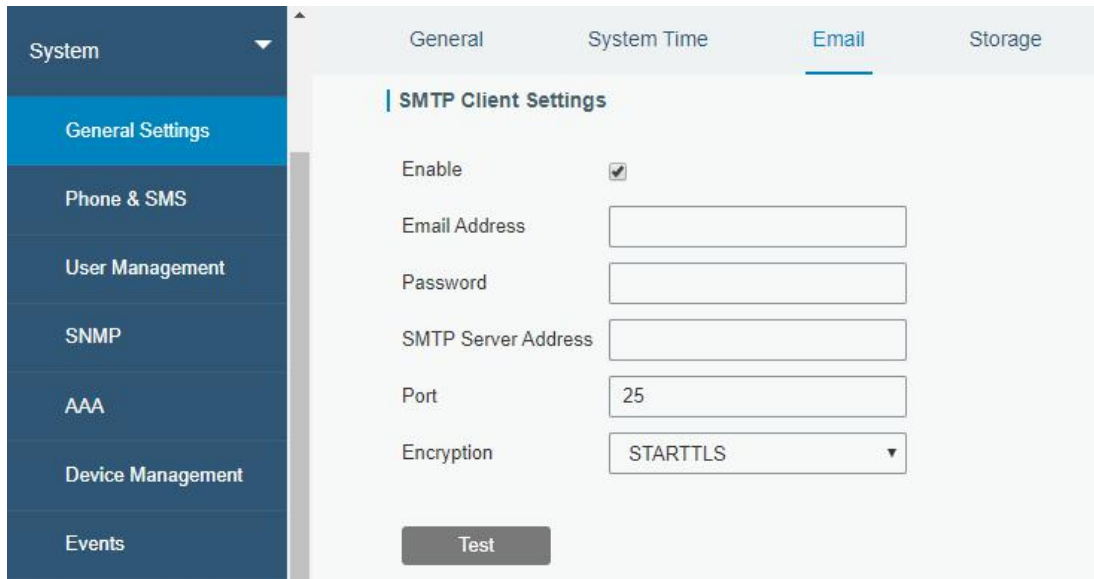 System
General Settings
Phone & SMS
User Management
SNMP
AAA
Device Management
Events
General System Time Email Storage
SMTP Client Settings
Enable
Email Address
Password
SMTP Server Address
Port 25
Encryption STARTTLS
Test